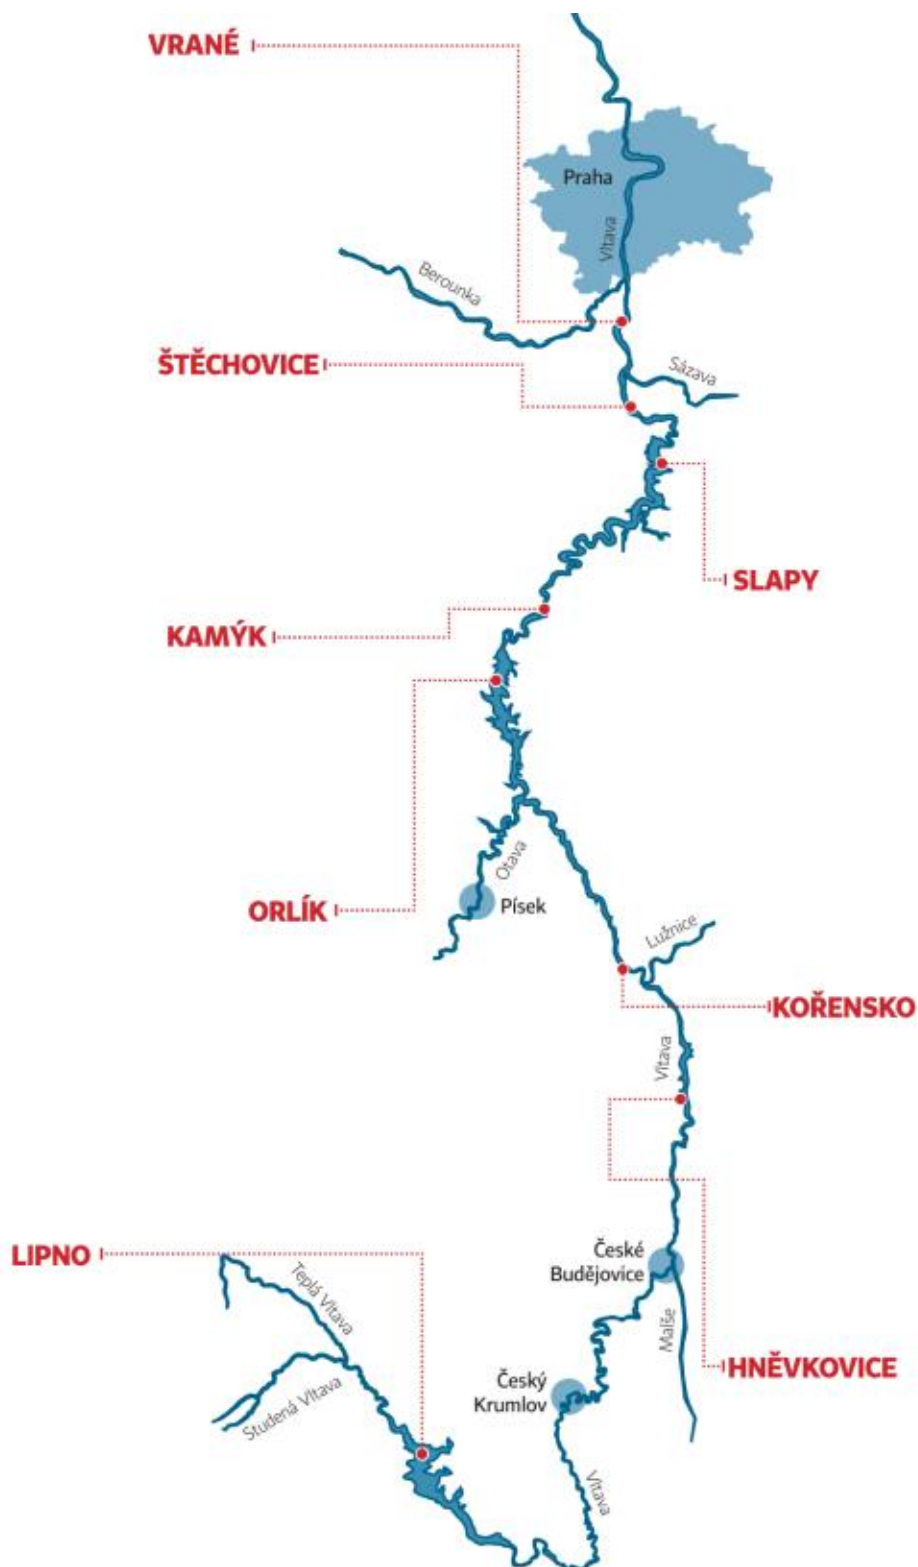 VRANÉ
Praha
Vltava
Berounka
ŠTĚCHOVICE
Sázava
SLAPY
KAMÝK
Otava
ORLÍK
Písek
Lužnice
KOŘENSKO
Vltava
LIPNO
České
Budějovice
Teplá Vltava
Malše
HNĚVKOVICE
Český
Krumlov
Studená Vltava
Vltava